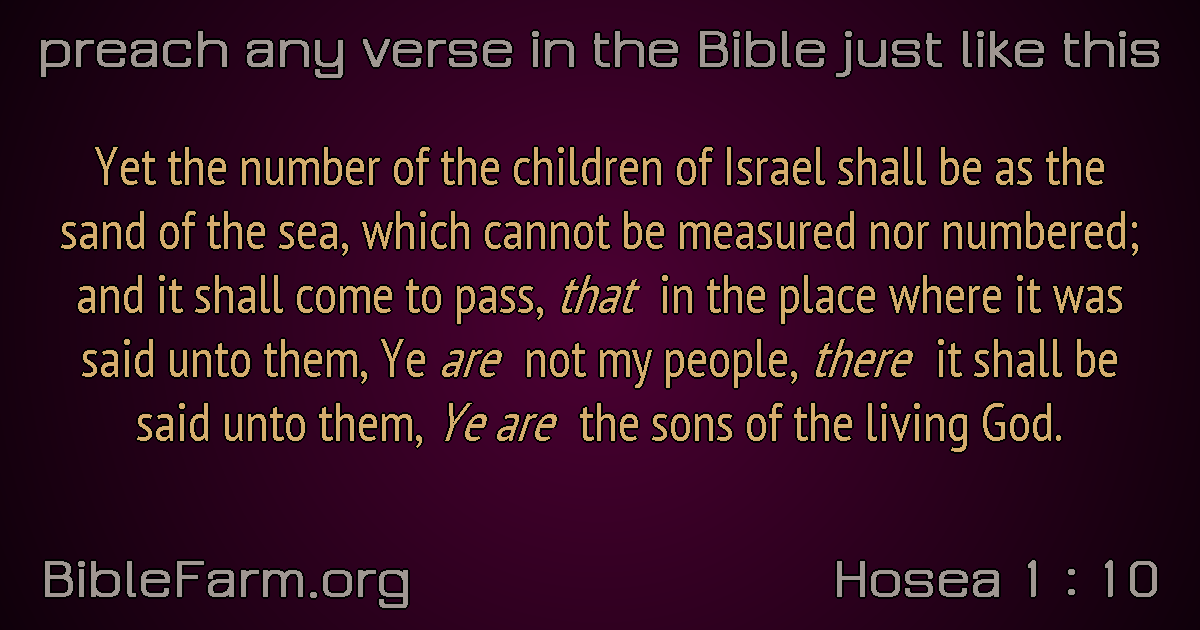 preach any verse in the Bible just like this
Yet the number of the children of Israel shall be as the
sand of the sea, which cannot be measured nor numbered;
and it shall come to pass, that in the place where it was
said unto them, Ye are not my people, there it shall be
said unto them, Ye are the sons of the living God.
BibleFarm.org
Hosea 1 : 10